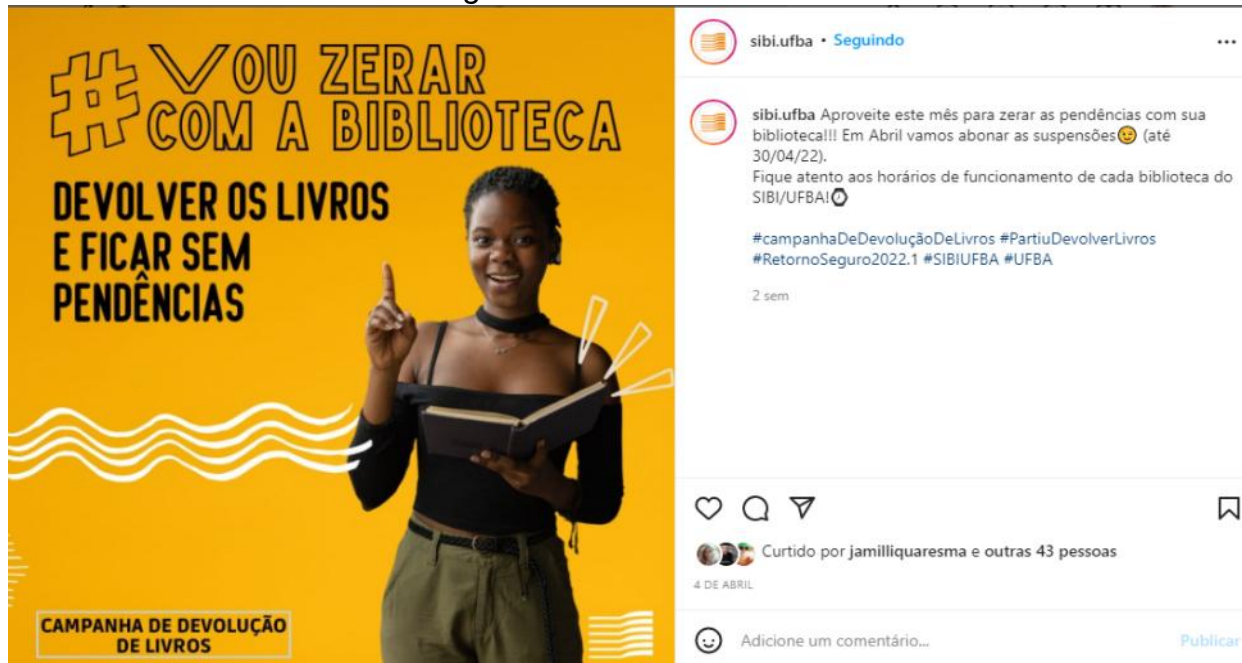 #VOU ZERAR
COM A BIBLIOTECA
DEVOLVER OS LIVROS
E FICAR SEM
PENDÊNCIAS
CAMPANHA DE DEVOLUÇÃO
DE LIVROS
sibi.ufba • Seguindo
sibi.ufba Aproveite este mês para zerar as pendências com sua
biblioteca!!! Em Abril vamos abonar as suspensões😉 (até
30/04/22).
Fique atento aos horários de funcionamento de cada biblioteca do
SIBI/UFBA!⌚
#campanhaDeDevoluçãoDeLivros #PartiuDevolverLivros
#RetornoSeguro2022.1 #SIBIUFBA #UFBA
2 sem
Curtido por jamilliquaresma e outras 43 pessoas
4 DE ABRIL
Adicione um comentário... Publicar